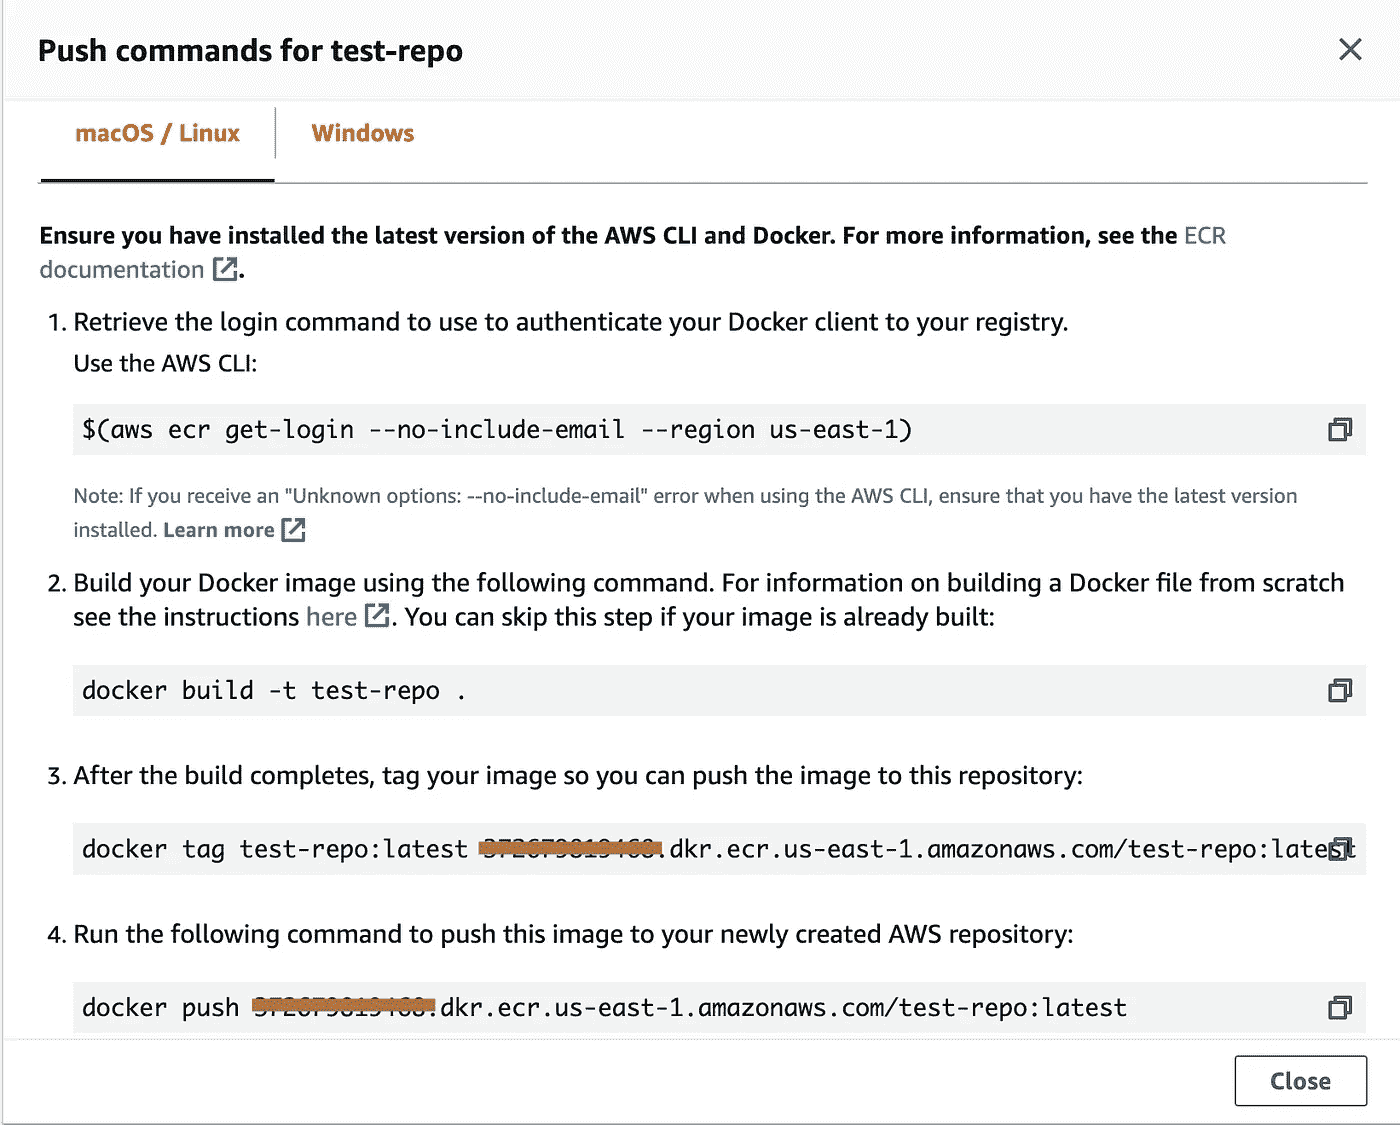 Push commands for test-repo
macOS / Linux
Windows
Ensure you have installed the latest version of the AWS CLI and Docker. For more information, see the ECR
documentation.
1. Retrieve the login command to use to authenticate your Docker client to your registry.
Use the AWS CLI:
$(aws ecr get-login --no-include-email --region us-east-1)
Note: If you receive an "Unknown options: --no-include-email" error when using the AWS CLI, ensure that you have the latest version
installed. Learn more
2. Build your Docker image using the following command. For information on building a Docker file from scratch
see the instructions here. You can skip this step if your image is already built:
docker build -t test-repo .
3. After the build completes, tag your image so you can push the image to this repository:
docker tag test-repo:latest .dkr.ecr.us-east-1.amazonaws.com/test-repo:latest
4. Run the following command to push this image to your newly created AWS repository:
docker push .dkr.ecr.us-east-1.amazonaws.com/test-repo:latest
Close